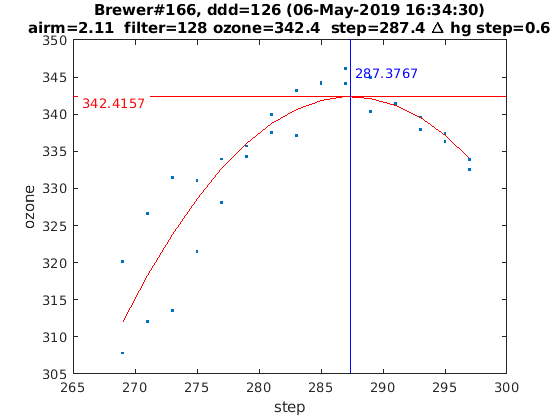 Brewer#166, ddd=126 (06-May-2019 16:34:30)
airm=2.11 filter=128 ozone=342.4 step=287.4 Δ hg step=0.6
350
345
340
335
330
325
320
315
310
305
ozone
342.4157
287.3767
265 270 275 280 285 290 295 300
step